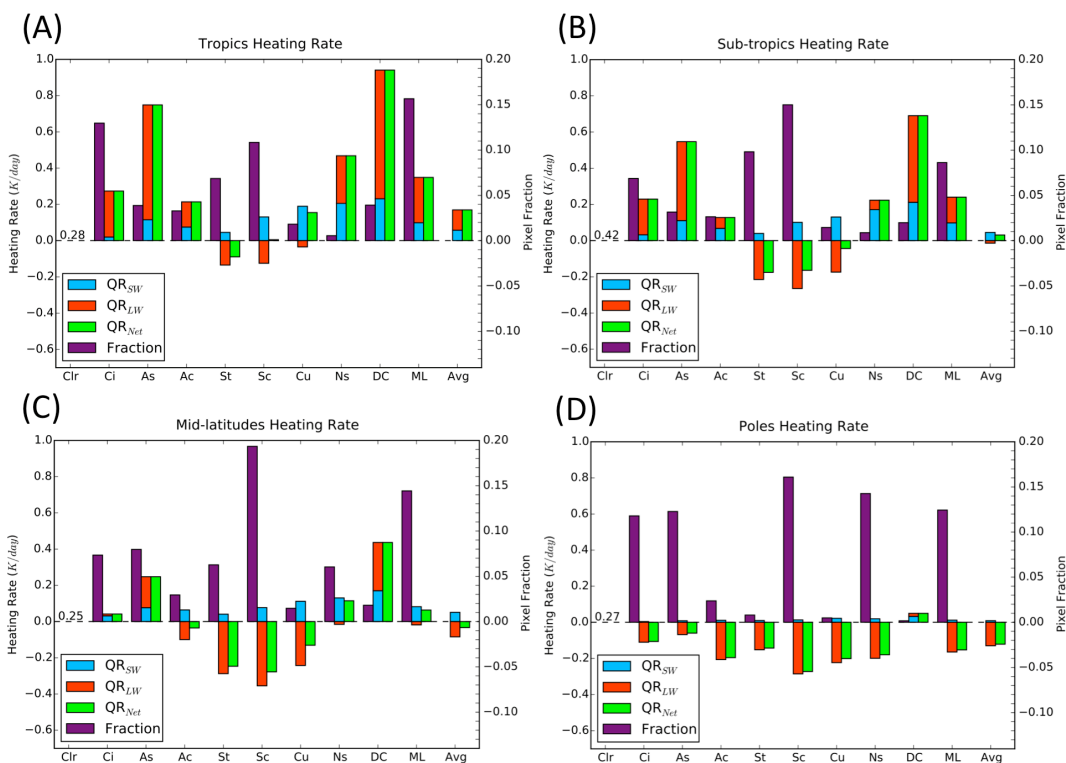 (A)
Tropics Heating Rate
1.0
0.8
0.6
0.4
0.2
0.0
−0.2
−0.4
−0.6
Heating Rate (K/day)
0.28
0.20
0.15
0.10
0.05
0.00
−0.05
−0.10
Pixel Fraction
QR_SW
QR_LW
QR_Net
Fraction
Clr Ci As Ac St Sc Cu Ns DC ML Avg
(B)
Sub-tropics Heating Rate
1.0
0.8
0.6
0.4
0.2
0.0
−0.2
−0.4
−0.6
Heating Rate (K/day)
0.42
0.20
0.15
0.10
0.05
0.00
−0.05
−0.10
Pixel Fraction
QR_SW
QR_LW
QR_Net
Fraction
Clr Ci As Ac St Sc Cu Ns DC ML Avg
(C)
Mid-latitudes Heating Rate
1.0
0.8
0.6
0.4
0.2
0.0
−0.2
−0.4
−0.6
Heating Rate (K/day)
0.25
0.20
0.15
0.10
0.05
0.00
−0.05
−0.10
Pixel Fraction
QR_SW
QR_LW
QR_Net
Fraction
Clr Ci As Ac St Sc Cu Ns DC ML Avg
(D)
Poles Heating Rate
1.0
0.8
0.6
0.4
0.2
0.0
−0.2
−0.4
−0.6
Heating Rate (K/day)
0.27
0.20
0.15
0.10
0.05
0.00
−0.05
−0.10
Pixel Fraction
QR_SW
QR_LW
QR_Net
Fraction
Clr Ci As Ac St Sc Cu Ns DC ML Avg